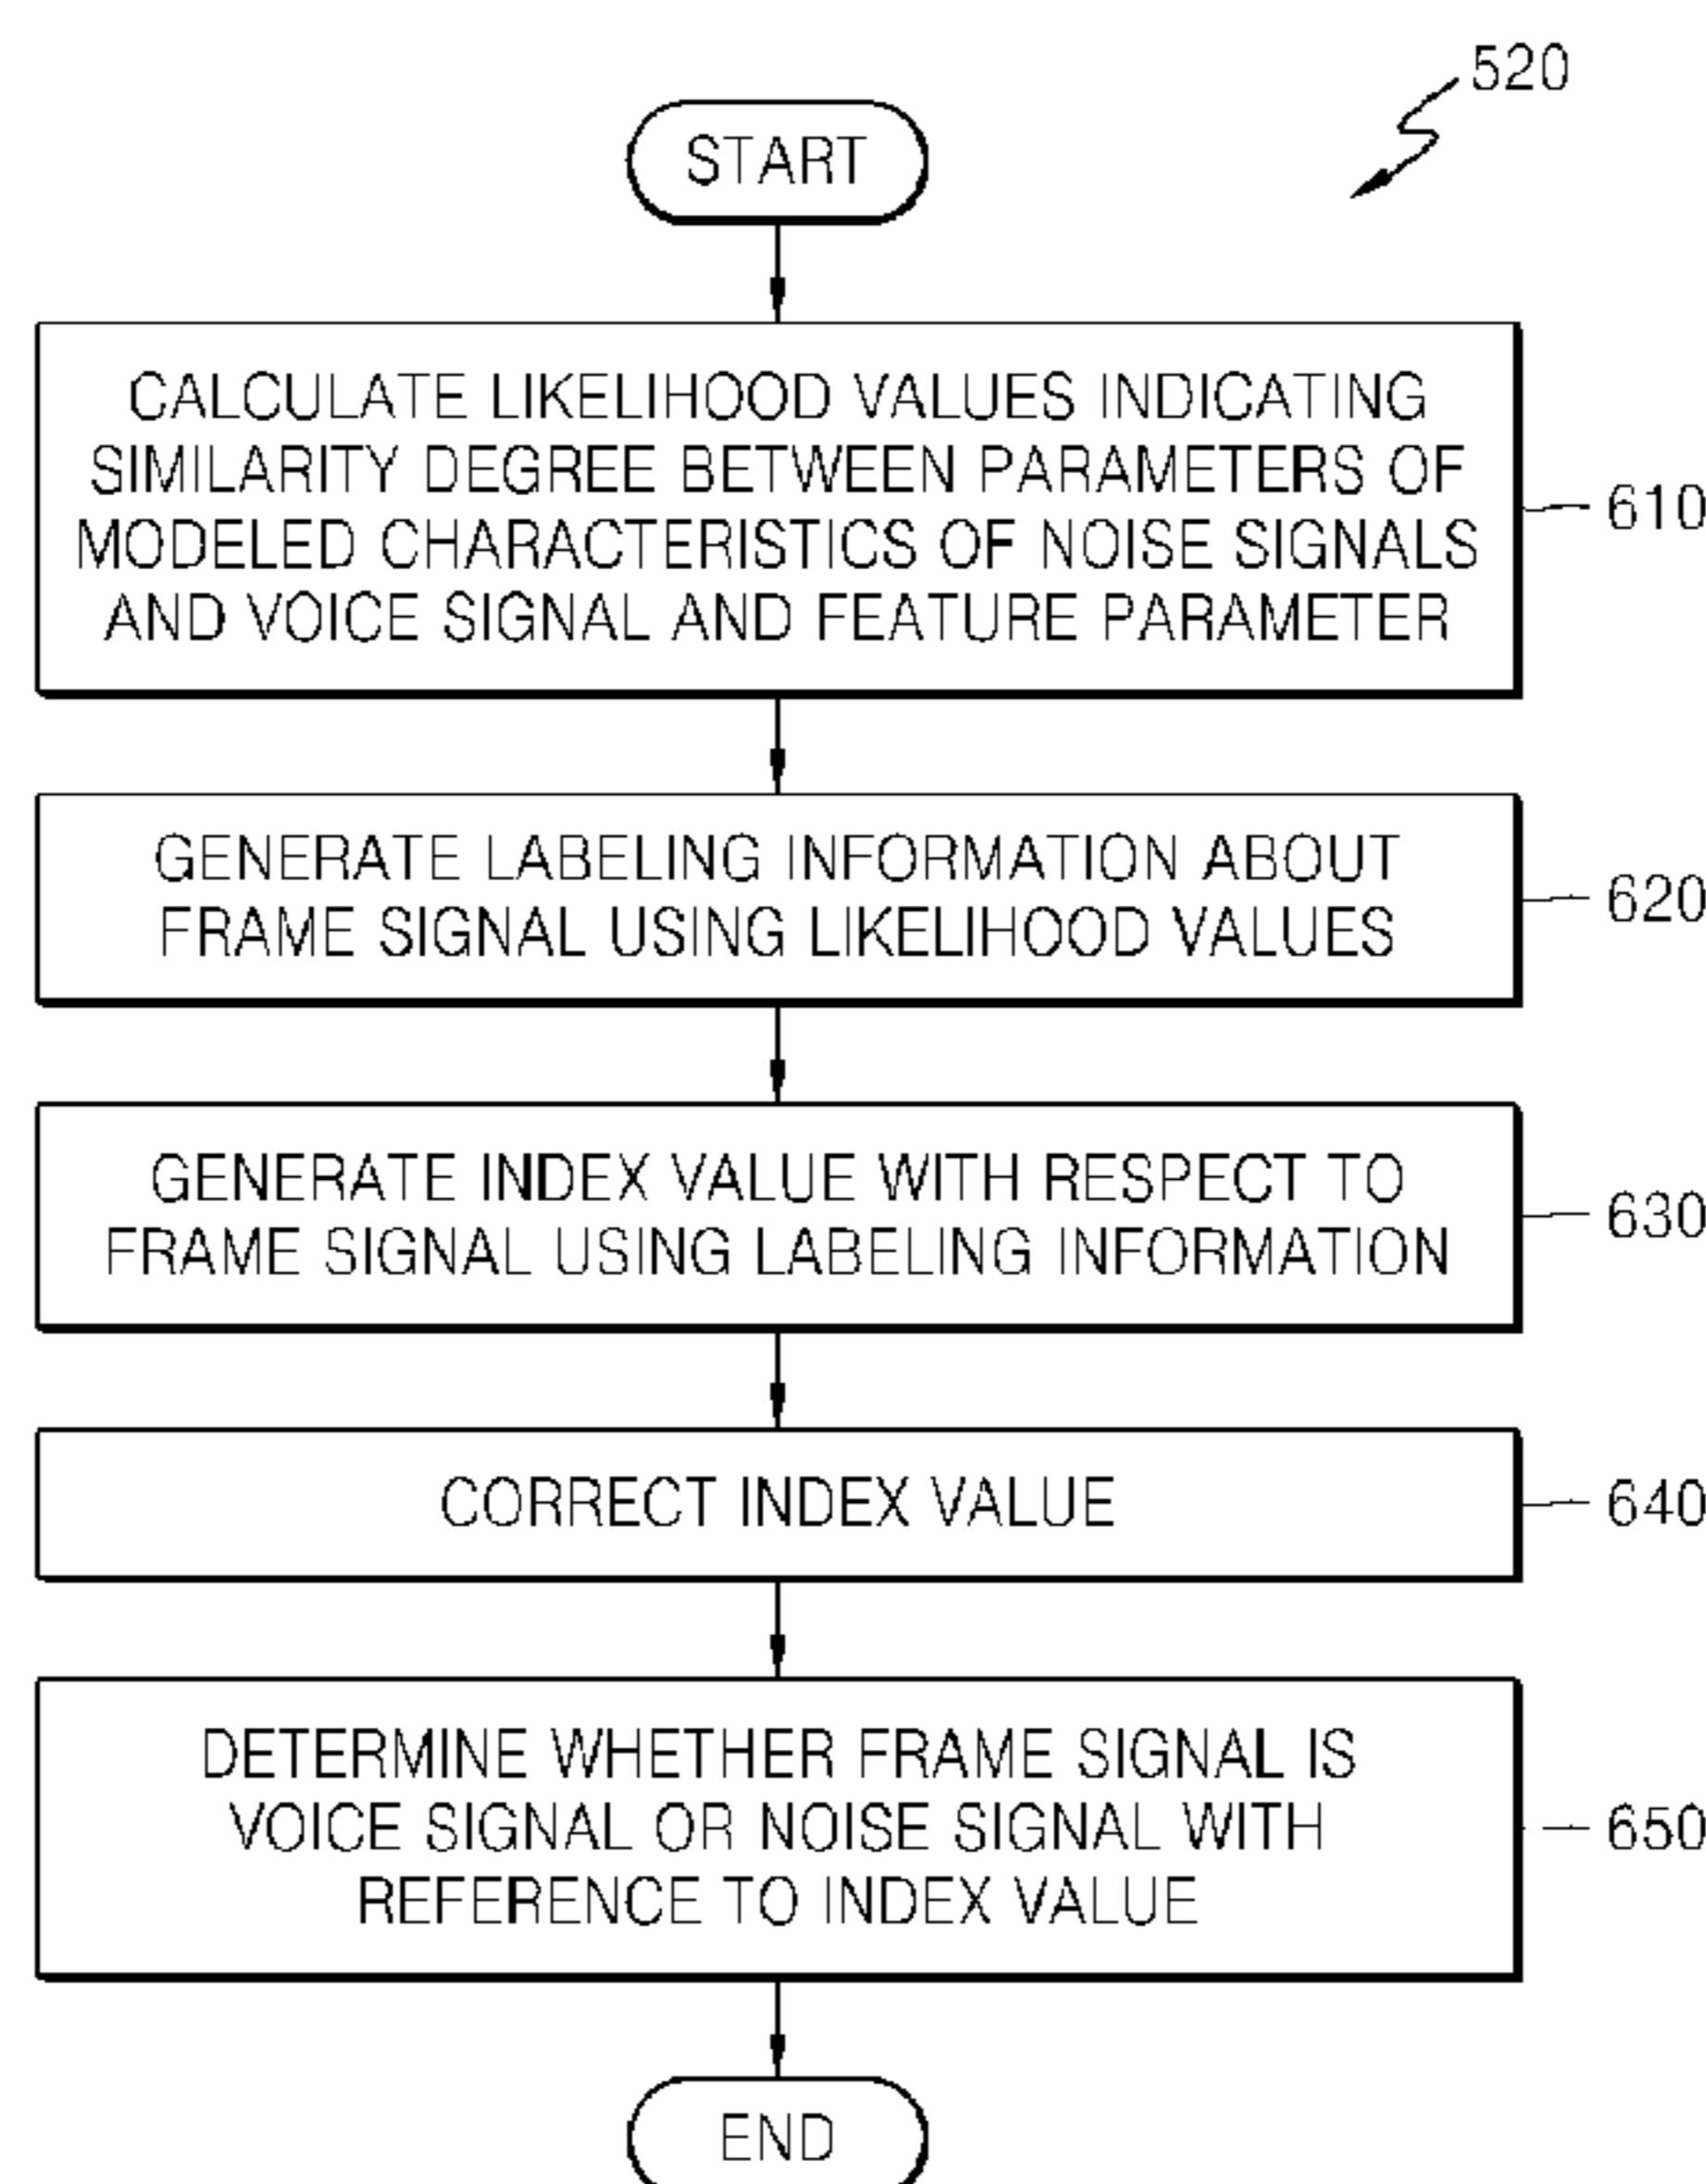 520
START
CALCULATE LIKELIHOOD VALUES INDICATING
SIMILARITY DEGREE BETWEEN PARAMETERS OF
MODELED CHARACTERISTICS OF NOISE SIGNALS
AND VOICE SIGNAL AND FEATURE PARAMETER
610
GENERATE LABELING INFORMATION ABOUT
FRAME SIGNAL USING LIKELIHOOD VALUES
620
GENERATE INDEX VALUE WITH RESPECT TO
FRAME SIGNAL USING LABELING INFORMATION
630
CORRECT INDEX VALUE
640
DETERMINE WHETHER FRAME SIGNAL IS
VOICE SIGNAL OR NOISE SIGNAL WITH
REFERENCE TO INDEX VALUE
650
END